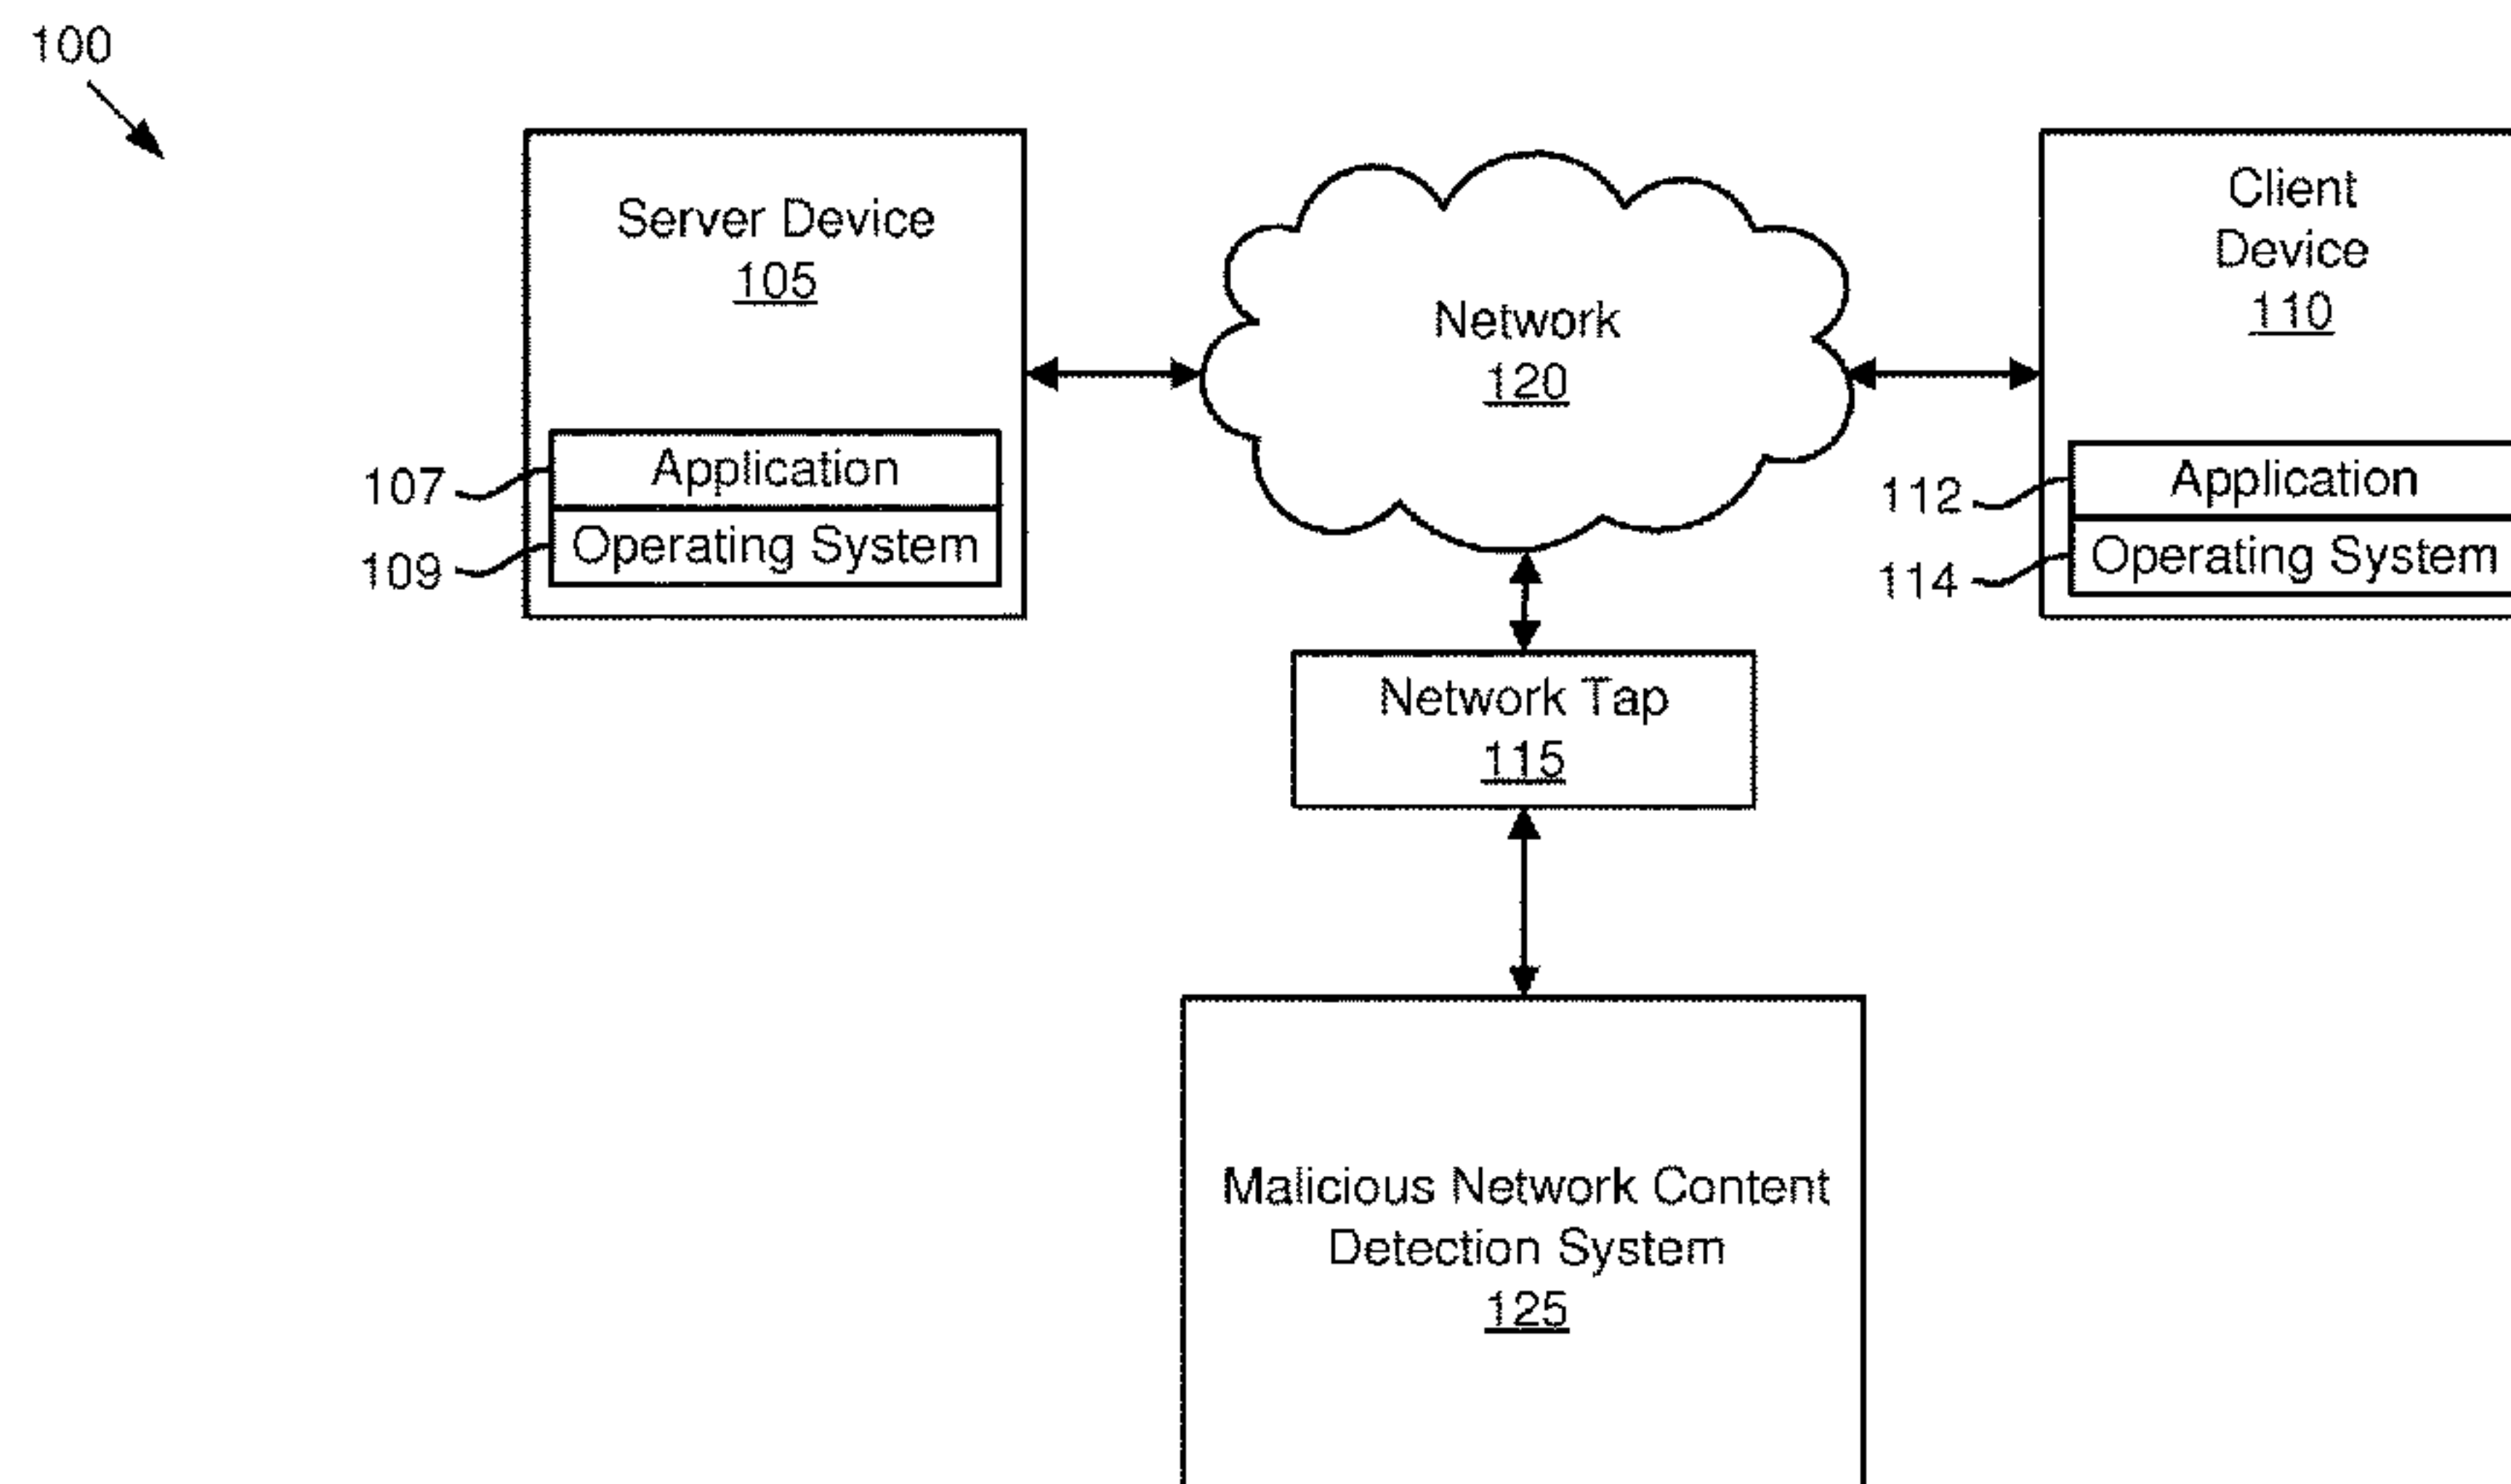 100
Server Device
105
Application
107
Operating System
109
Network
120
Client
Device
110
Application
112
Operating System
114
Network Tap
115
Malicious Network Content
Detection System
125